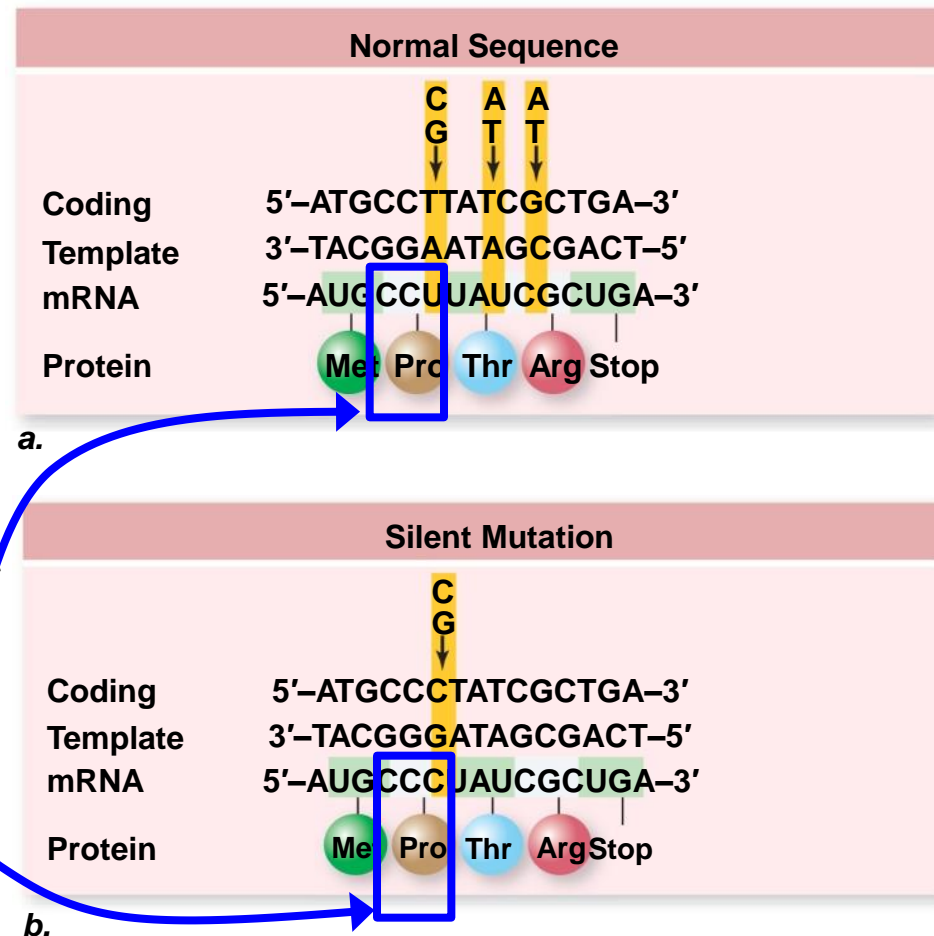 Normal Sequence
C A A
G T T
Coding 5′–ATGCCTTATCGCTGA–3′
Template 3′–TACGGAATAGCGACT–5′
mRNA 5′–AUGCCUUAUCGCUGA–3′
Protein Met Pro Thr Arg Stop
a.
Silent Mutation
C
G
Coding 5′–ATGCCCTATCGCTGA–3′
Template 3′–TACGGGATAGCGACT–5′
mRNA 5′–AUGCCCUAUCGCUGA–3′
Protein Met Pro Thr Arg Stop
b.